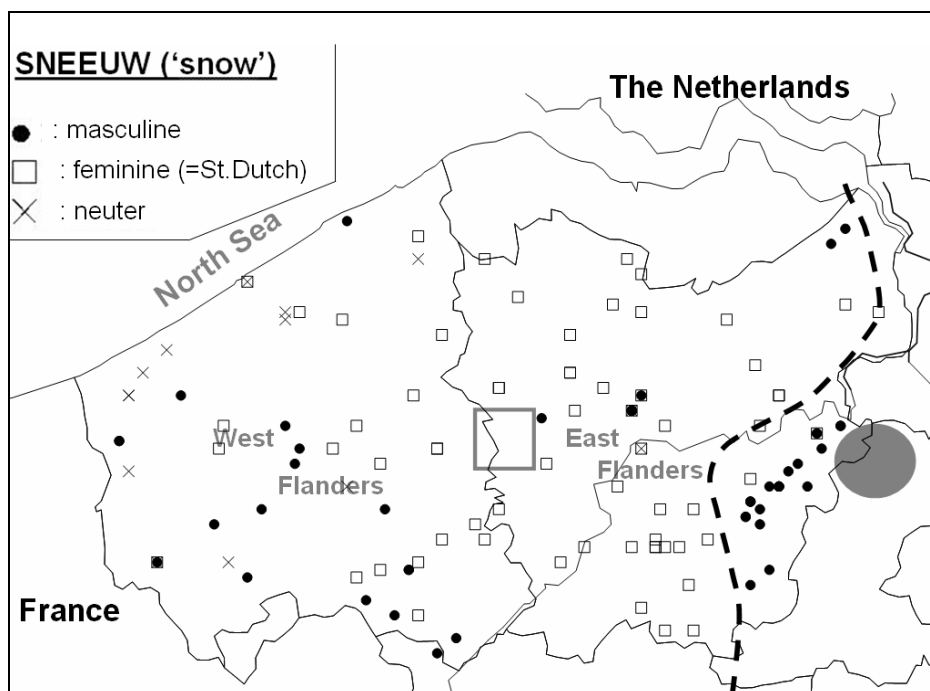 SNEEUW (‘snow’)
: masculine
: feminine (=St.Dutch)
: neuter
The Netherlands
North Sea
West
Flanders
East
Flanders
France